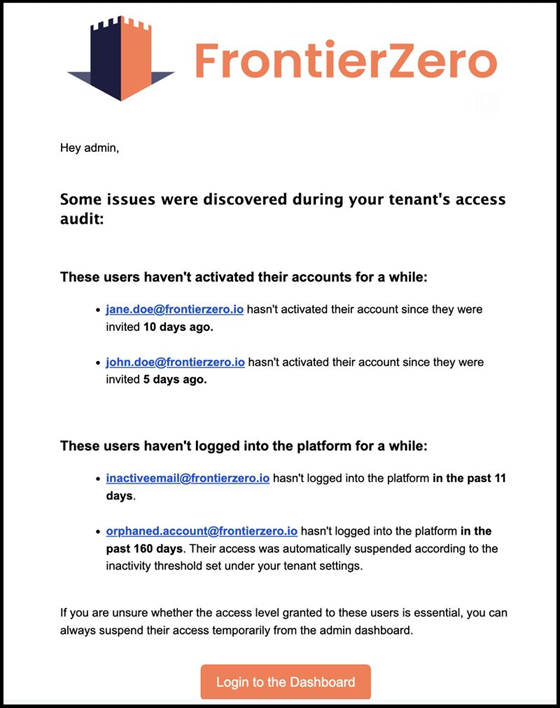 FrontierZero
Hey admin,
Some issues were discovered during your tenant's access
audit:
These users haven't activated their accounts for a while:
• jane.doe@frontierzero.io hasn't activated their account since they were
invited 10 days ago.
• john.doe@frontierzero.io hasn't activated their account since they were
invited 5 days ago.
These users haven't logged into the platform for a while:
• inactiveemail@frontierzero.io hasn't logged into the platform in the past 11
days.
• orphaned.account@frontierzero.io hasn't logged into the platform in the
past 160 days. Their access was automatically suspended according to the
inactivity threshold set under your tenant settings.
If you are unsure whether the access level granted to these users is essential, you can
always suspend their access temporarily from the admin dashboard.
Login to the Dashboard